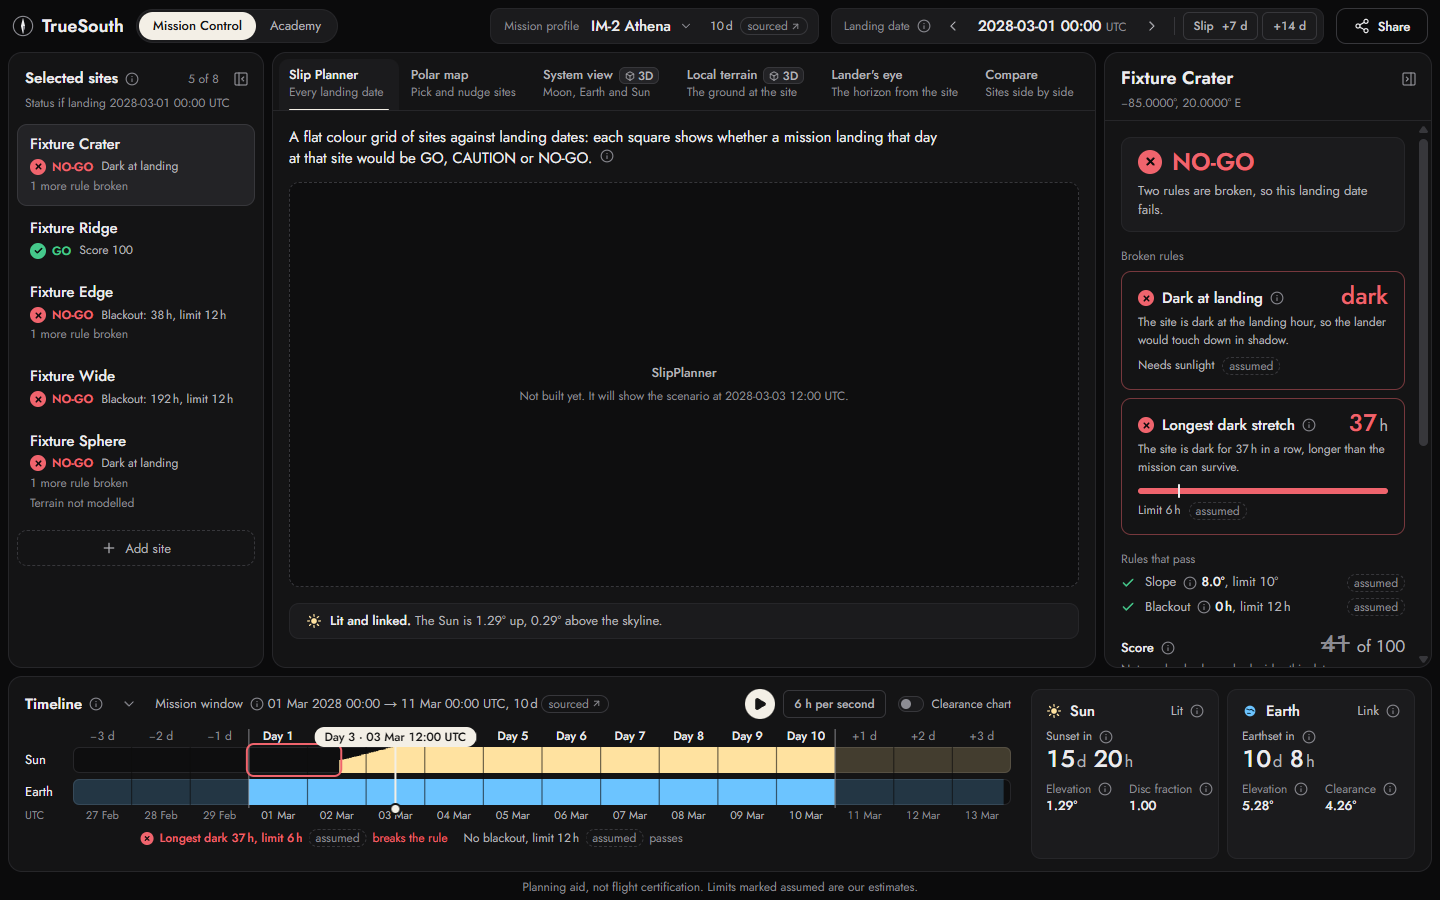 TrueSouth
Mission Control
Academy
Mission profile IM-2 Athena 10 d sourced ↗
Landing date 2028-03-01 00:00 UTC
Slip +7 d
+14 d
Share
Selected sites 5 of 8
Status if landing 2028-03-01 00:00 UTC
Fixture Crater
NO-GO Dark at landing
1 more rule broken
Fixture Ridge
GO Score 100
Fixture Edge
NO-GO Blackout: 38 h, limit 12 h
1 more rule broken
Fixture Wide
NO-GO Blackout: 192 h, limit 12 h
Fixture Sphere
NO-GO Dark at landing
1 more rule broken
Terrain not modelled
+ Add site
Slip Planner
Every landing date
Polar map
Pick and nudge sites
System view 3D
Moon, Earth and Sun
Local terrain 3D
The ground at the site
Lander's eye
The horizon from the site
Compare
Sites side by side
A flat colour grid of sites against landing dates: each square shows whether a mission landing that day
at that site would be GO, CAUTION or NO-GO.
SlipPlanner
Not built yet. It will show the scenario at 2028-03-03 12:00 UTC.
Lit and linked. The Sun is 1.29° up, 0.29° above the skyline.
Fixture Crater
−85.0000°, 20.0000° E
NO-GO
Two rules are broken, so this landing date
fails.
Broken rules
Dark at landing dark
The site is dark at the landing hour, so the lander
would touch down in shadow.
Needs sunlight assumed
Longest dark stretch 37 h
The site is dark for 37 h in a row, longer than the
mission can survive.
Limit 6 h assumed
Rules that pass
Slope 8.0°, limit 10° assumed
Blackout 0 h, limit 12 h assumed
Score 41 of 100
Timeline
Mission window 01 Mar 2028 00:00 → 11 Mar 00:00 UTC, 10 d sourced ↗
6 h per second
Clearance chart
−3 d −2 d −1 d Day 1 Day 3 · 03 Mar 12:00 UTC Day 5 Day 6 Day 7 Day 8 Day 9 Day 10 +1 d +2 d +3 d
Sun
Earth
UTC 27 Feb 28 Feb 29 Feb 01 Mar 02 Mar 03 Mar 04 Mar 05 Mar 06 Mar 07 Mar 08 Mar 09 Mar 10 Mar 11 Mar 12 Mar 13 Mar
Longest dark 37 h, limit 6 h assumed breaks the rule No blackout, limit 12 h assumed passes
Sun Lit
Sunset in
15 d 20 h
Elevation Disc fraction
1.29° 1.00
Earth Link
Earthset in
10 d 8 h
Elevation Clearance
5.28° 4.26°
Planning aid, not flight certification. Limits marked assumed are our estimates.